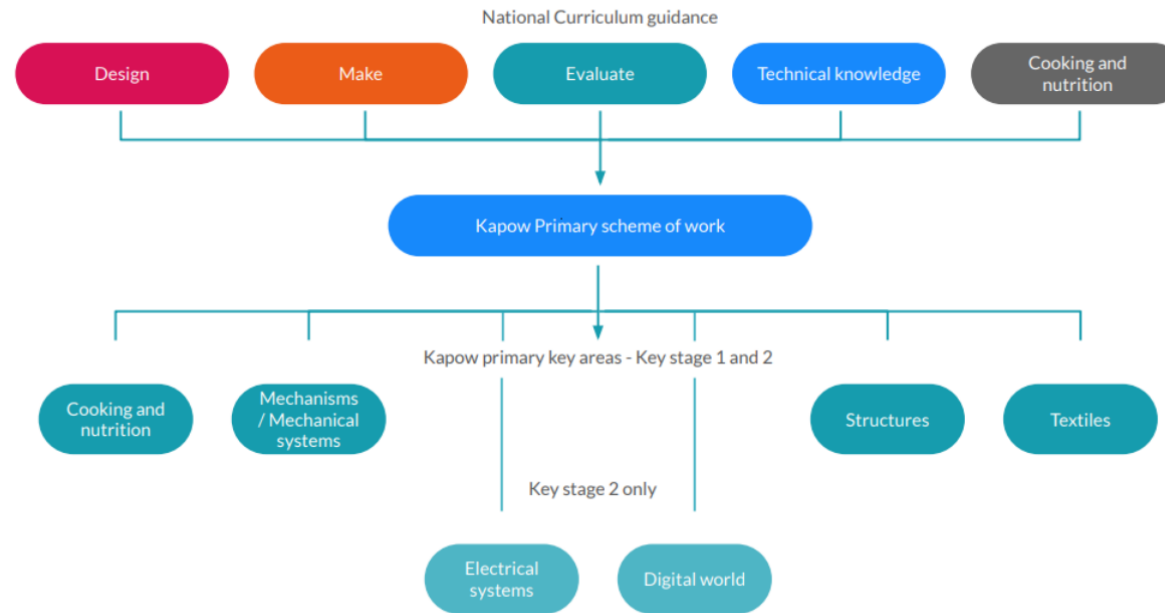 National Curriculum guidance
Design
Make
Evaluate
Technical knowledge
Cooking and
nutrition
Kapow Primary scheme of work
Kapow primary key areas - Key stage 1 and 2
Cooking and
nutrition
Mechanisms
/ Mechanical
systems
Structures
Textiles
Key stage 2 only
Electrical
systems
Digital world